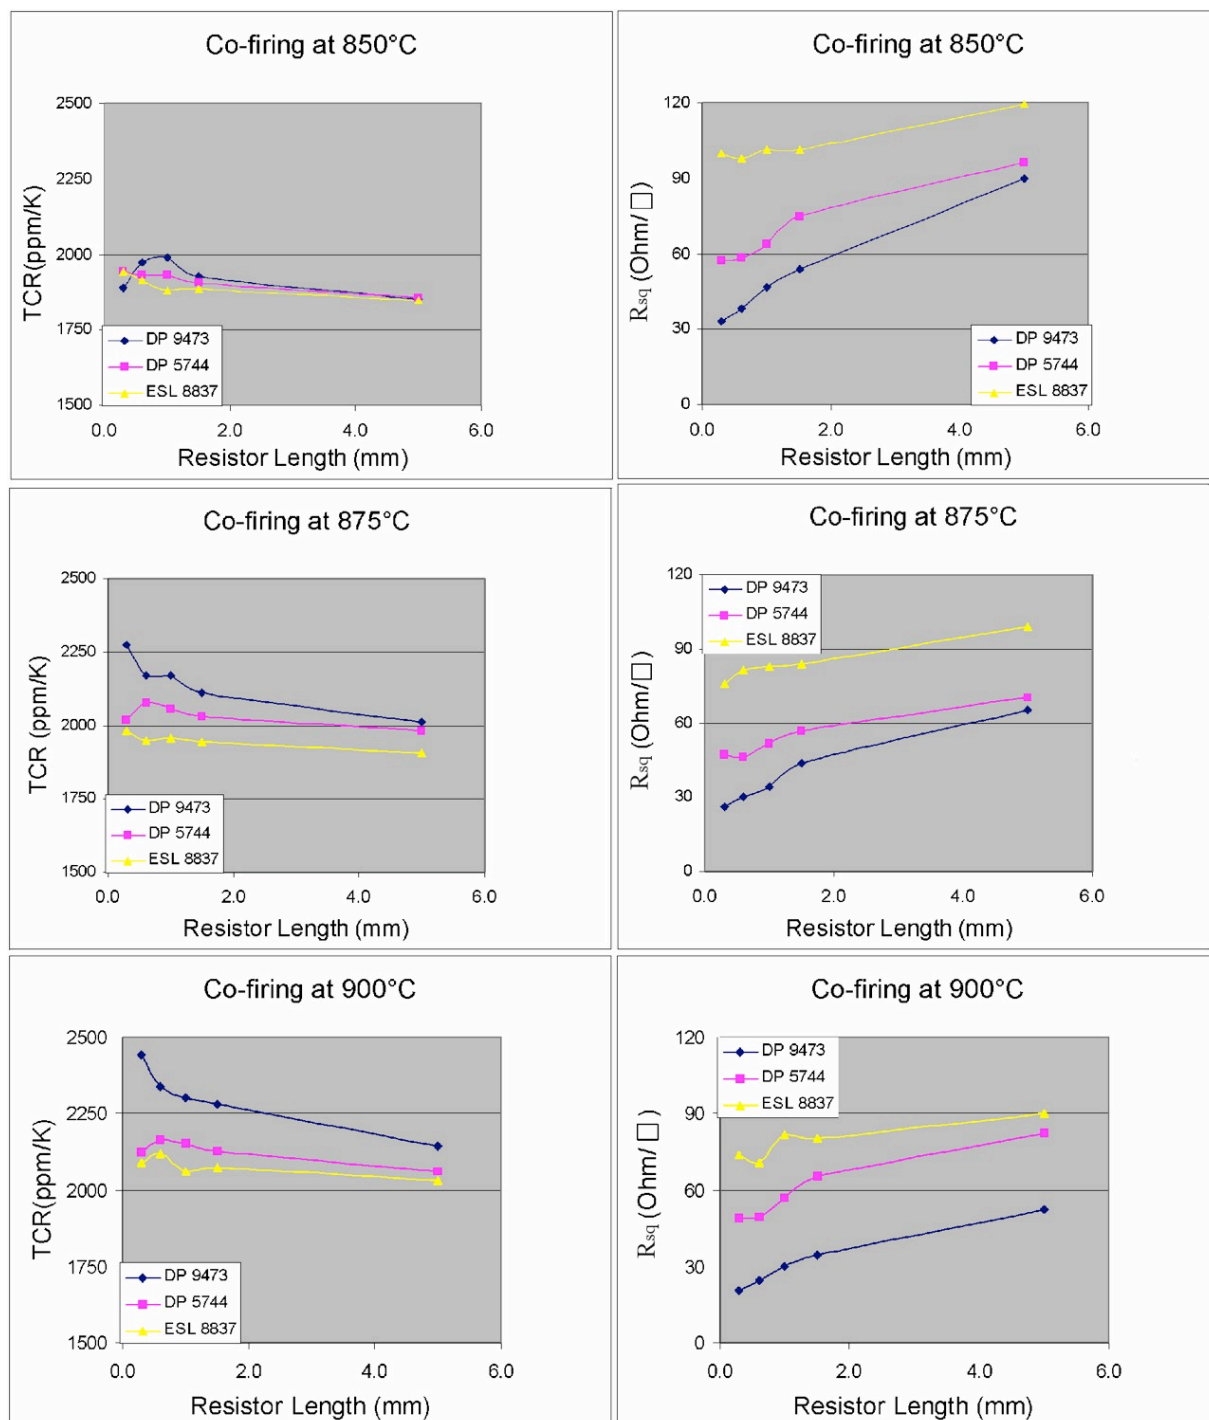 Co-firing at 850°C
TCR(ppm/K)
2500
2250
2000
1750
1500
DP 9473
DP 5744
ESL 8837
0.0 2.0 4.0 6.0
Resistor Length (mm)
Co-firing at 850°C
Rsq (Ohm/□)
120
90
60
30
0
DP 9473
DP 5744
ESL 8837
0.0 2.0 4.0 6.0
Resistor Length (mm)
Co-firing at 875°C
TCR (ppm/K)
2500
2250
2000
1750
1500
DP 9473
DP 5744
ESL 8837
0.0 2.0 4.0 6.0
Resistor Length (mm)
Co-firing at 875°C
Rsq (Ohm/□)
120
90
60
30
0
DP 9473
DP 5744
ESL 8837
0.0 2.0 4.0 6.0
Resistor Length (mm)
Co-firing at 900°C
TCR(ppm/K)
2500
2250
2000
1750
1500
DP 9473
DP 5744
ESL 8837
0.0 2.0 4.0 6.0
Resistor Length (mm)
Co-firing at 900°C
Rsq (Ohm/□)
120
90
60
30
0
DP 9473
DP 5744
ESL 8837
0.0 2.0 4.0 6.0
Resistor Length (mm)